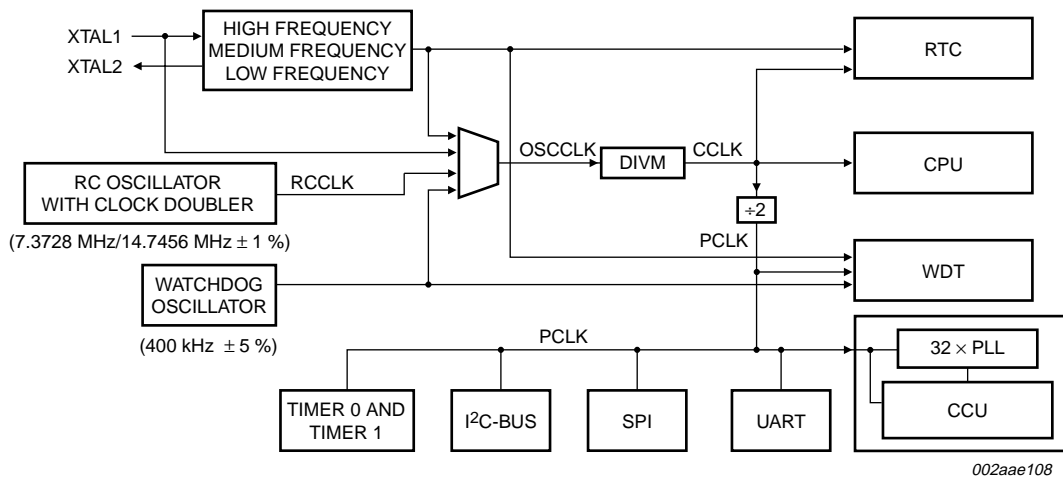 XTAL1
XTAL2
HIGH FREQUENCY
MEDIUM FREQUENCY
LOW FREQUENCY
RTC
OSCCLK
DIVM
CCLK
CPU
RC OSCILLATOR
WITH CLOCK DOUBLER
RCCLK
(7.3728 MHz/14.7456 MHz ± 1 %)
÷2
PCLK
WDT
WATCHDOG
OSCILLATOR
(400 kHz ± 5 %)
PCLK
32 × PLL
CCU
TIMER 0 AND
TIMER 1
I²C-BUS
SPI
UART
002aae108